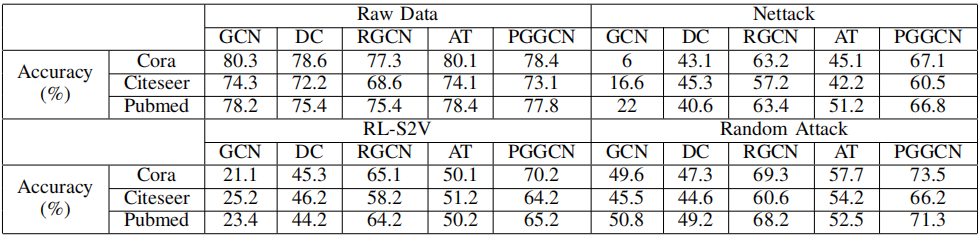 Raw Data Nettack
GCN DC RGCN AT PGGCN GCN DC RGCN AT PGGCN
Accuracy (%)
Cora 80.3 78.6 77.3 80.1 78.4 6 43.1 63.2 45.1 67.1
Citeseer 74.3 72.2 68.6 74.1 73.1 16.6 45.3 57.2 42.2 60.5
Pubmed 78.2 75.4 75.4 78.4 77.8 22 40.6 63.4 51.2 66.8
RL-S2V Random Attack
GCN DC RGCN AT PGGCN GCN DC RGCN AT PGGCN
Accuracy (%)
Cora 21.1 45.3 65.1 50.1 70.2 49.6 47.3 69.3 57.7 73.5
Citeseer 25.2 46.2 58.2 51.2 64.2 45.5 44.6 60.6 54.2 66.2
Pubmed 23.4 44.2 64.2 50.2 65.2 50.8 49.2 68.2 52.5 71.3